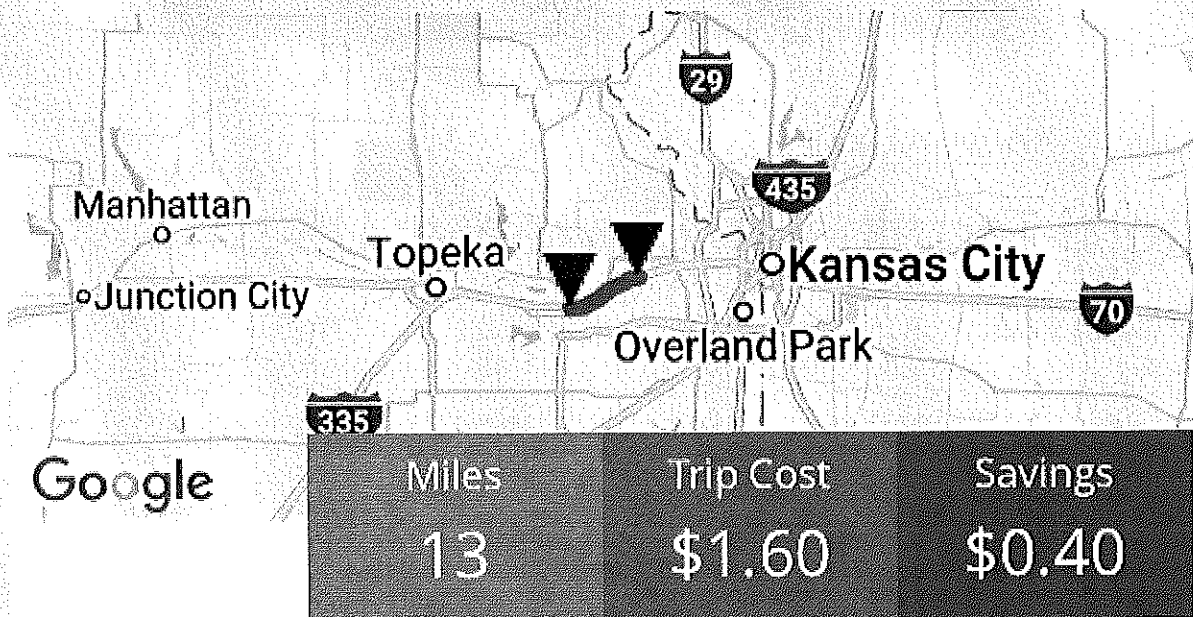 29
435
Manhattan
Topeka
Kansas City
Junction City
70
Overland Park
335
Google
Miles
Trip Cost
Savings
13
$1.60
$0.40